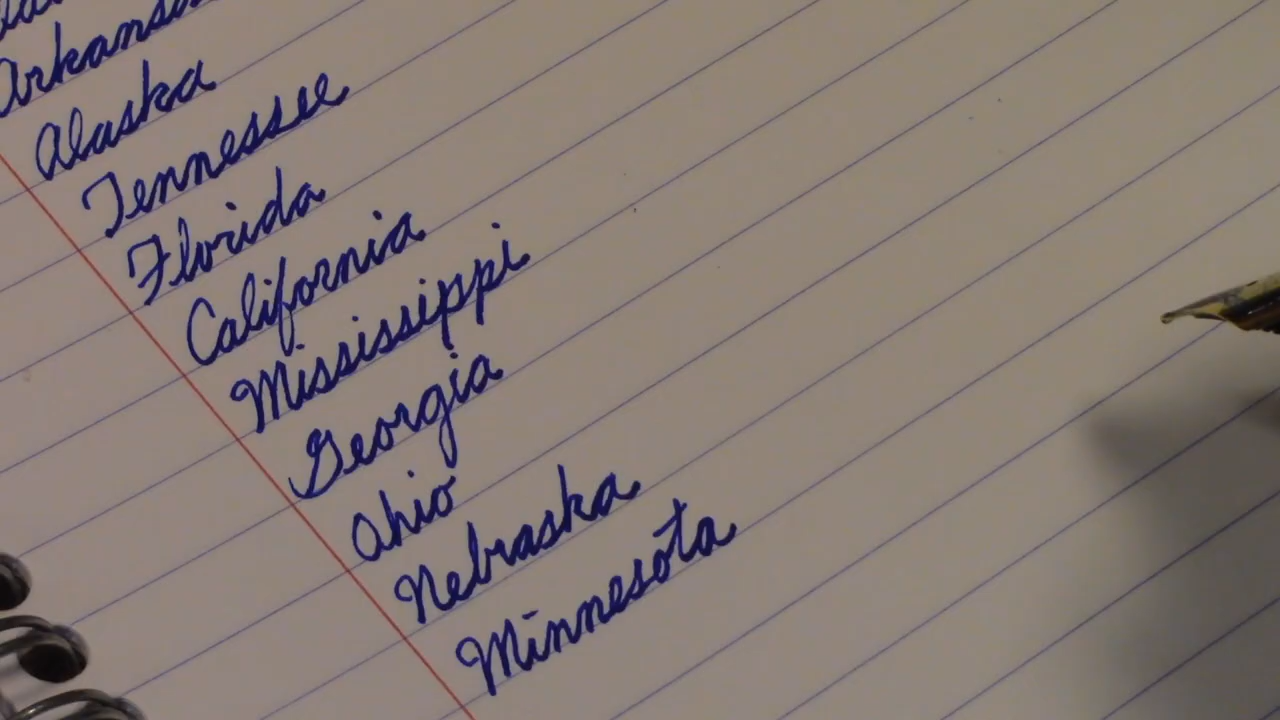 Arkansas
Alaska
Tennessee
Florida
California
Mississippi
Georgia
Ohio
Nebraska
Minnesota